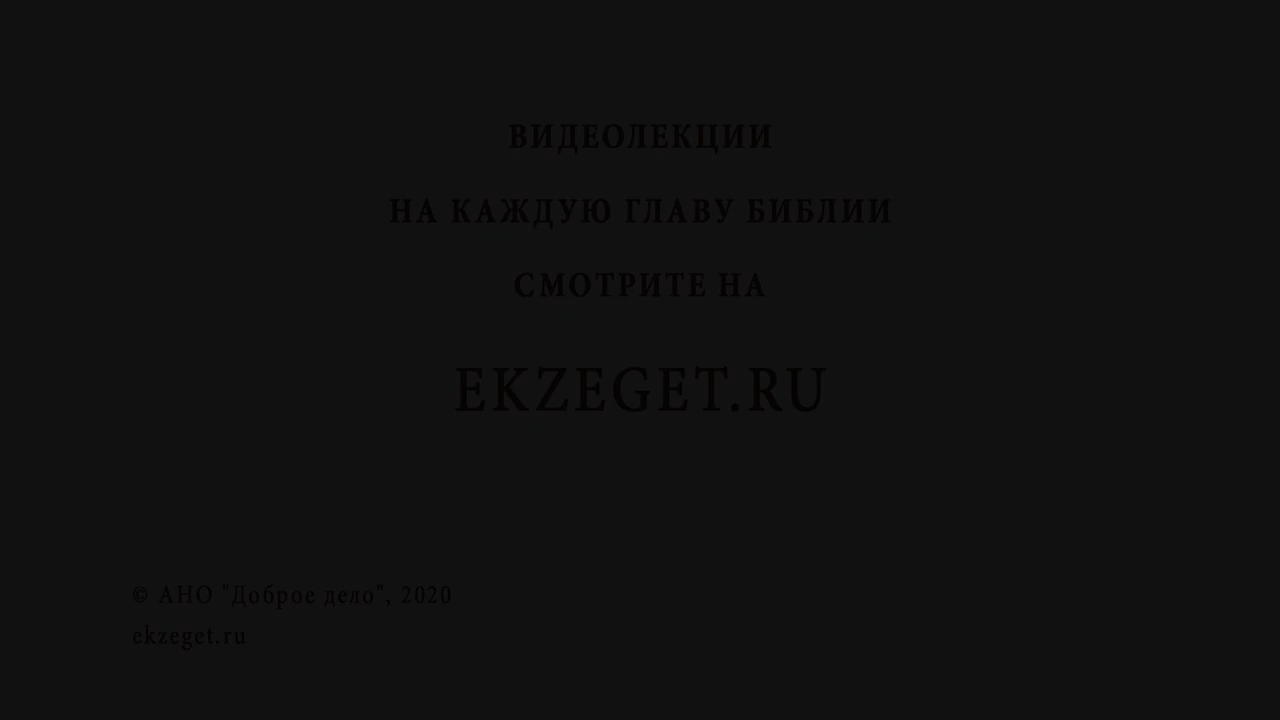 ВИДЕОЛЕКЦИИ
НА КАЖДУЮ ГЛАВУ БИБЛИИ
СМОТРИТЕ НА
EKZEGET.RU
© АНО "Доброе дело", 2020
ekzeget.ru